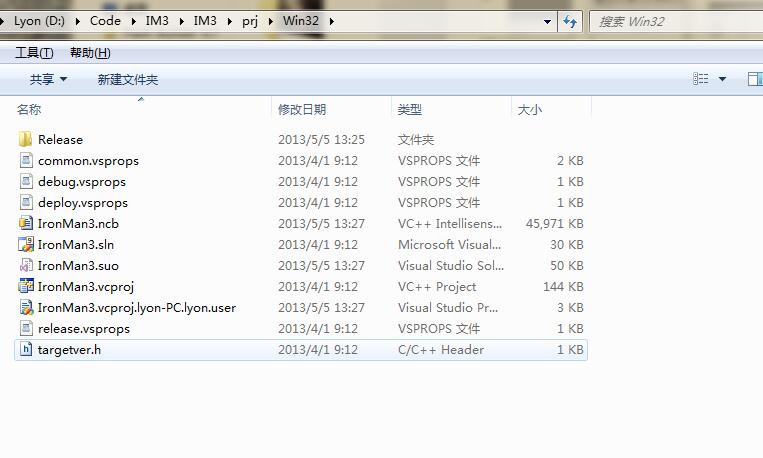 Lyon (D:) Code IM3 IM3 prj Win32 搜索 Win32
工具(T) 帮助(H)
共享 新建文件夹
名称 修改日期 类型 大小
Release 2013/5/5 13:25 文件夹
common.vsprops 2013/4/1 9:12 VSPROPS 文件 2 KB
debug.vsprops 2013/4/1 9:12 VSPROPS 文件 1 KB
deploy.vsprops 2013/4/1 9:12 VSPROPS 文件 1 KB
IronMan3.ncb 2013/5/5 13:27 VC++ Intellisens... 45,971 KB
IronMan3.sln 2013/4/1 9:12 Microsoft Visual... 30 KB
IronMan3.suo 2013/5/5 13:27 Visual Studio Sol... 50 KB
IronMan3.vcproj 2013/4/1 9:12 VC++ Project 144 KB
IronMan3.vcproj.lyon-PC.lyon.user 2013/5/5 13:27 Visual Studio Pr... 3 KB
release.vsprops 2013/4/1 9:12 VSPROPS 文件 1 KB
targetver.h 2013/4/1 9:12 C/C++ Header 1 KB